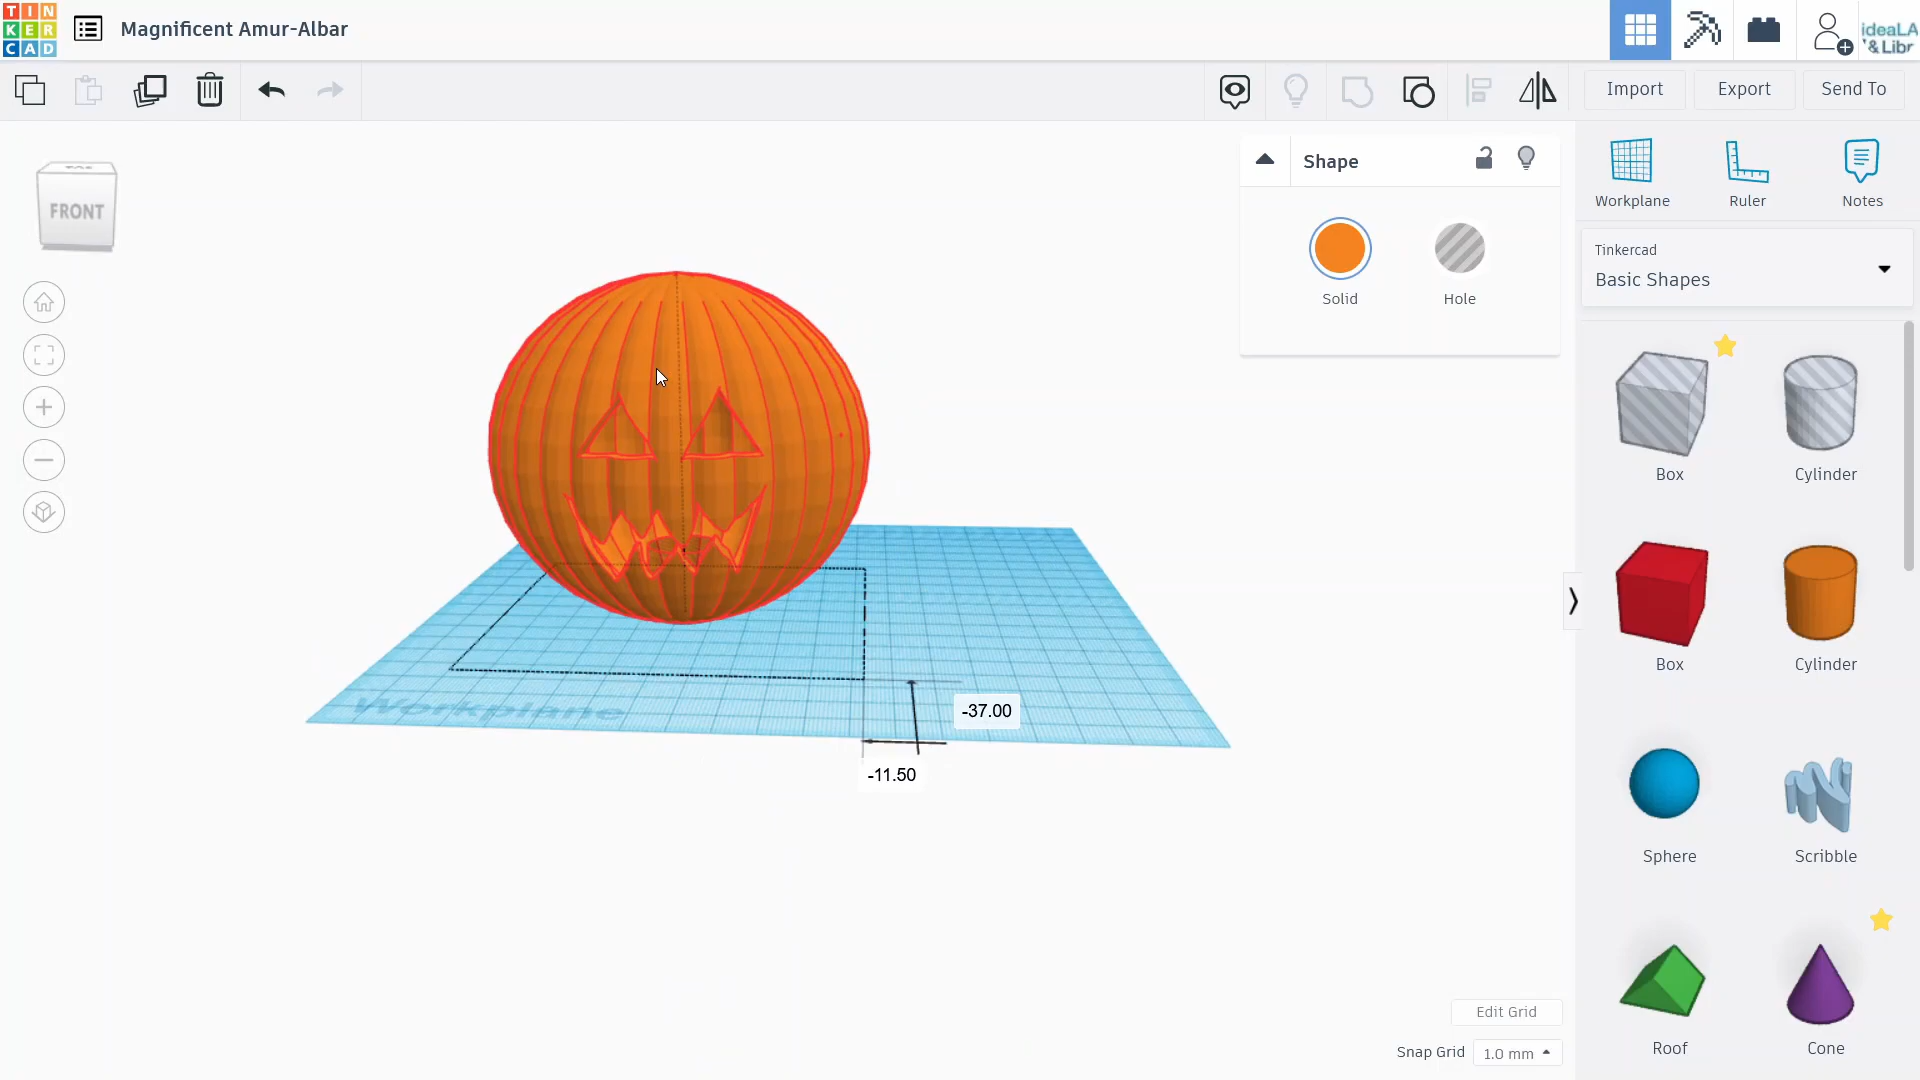 TIN
KER
CAD
Magnificent Amur-Albar
ideaLA
& Libr
Import
Export
Send To
FRONT
Shape
Solid
Hole
Workplane
Ruler
Notes
Tinkercad
Basic Shapes
Box
Cylinder
Box
Cylinder
Sphere
Scribble
Roof
Cone
Workplane
-37.00
-11.50
Edit Grid
Snap Grid
1.0 mm